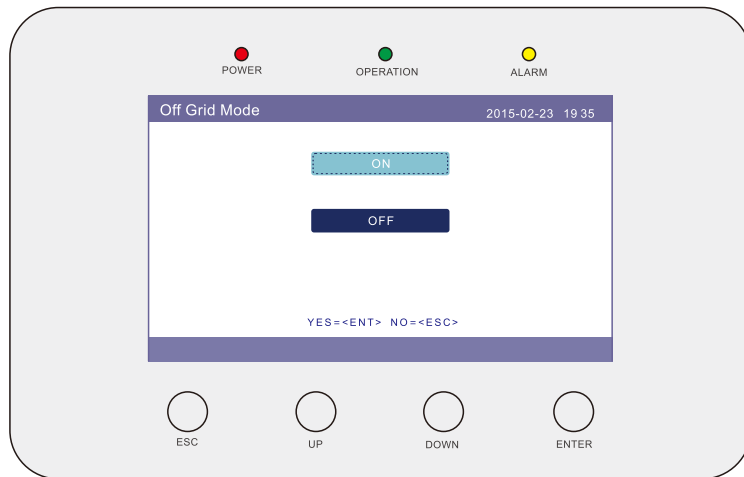 POWER OPERATION ALARM
Off Grid Mode 2015-02-23 19 35
ON
OFF
YES=<ENT> NO=<ESC>
ESC UP DOWN ENTER